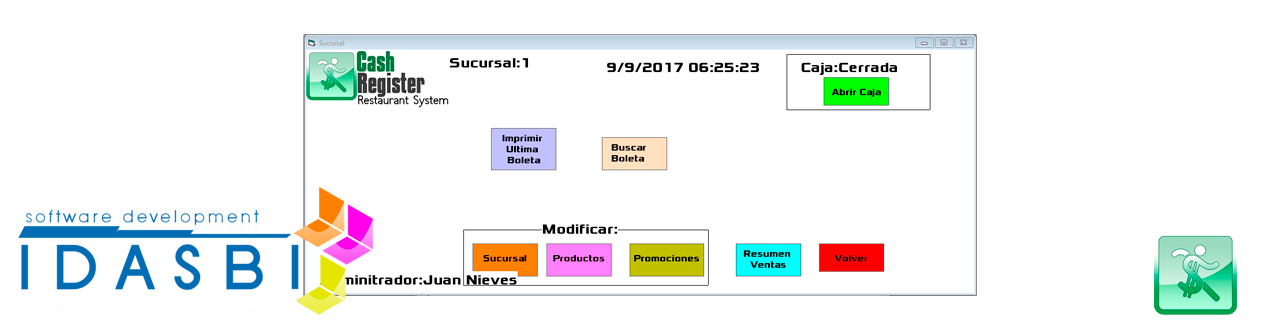 Sucursal
Cash
Register
Restaurant System
Sucursal:1
9/9/2017 06:25:23
Caja:Cerrada
Abrir Caja
Imprimir
Ultima
Boleta
Buscar
Boleta
software development
IDASBI
Modificar:
Sucursal
Productos
Promociones
Resumen
Ventas
Volver
minitrador:Juan Nieves